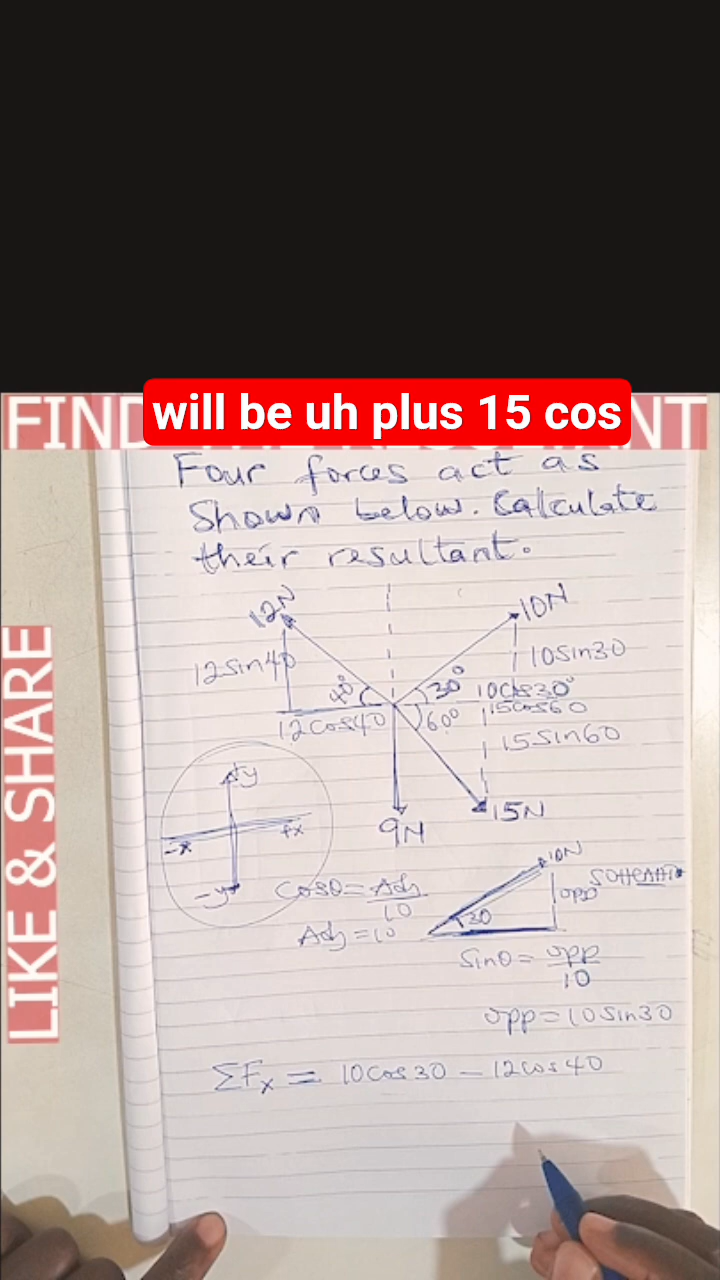 FIND
NT
will be uh plus 15 cos
LIKE & SHARE
Four forces act as
Shown below. Calculate
their resultant.
12N
10N
12sin40
10sin30
30°
10cos30°
15cos60
12cos40
60°
15sin60
9N
15N
+y
-x
+x
-y
Cosθ = Adj
10
Adj = 10
10N
opp
SOHCAHTOA
30
Sinθ = opp
10
opp = 10sin30
ΣFx = 10cos30 - 12cos40